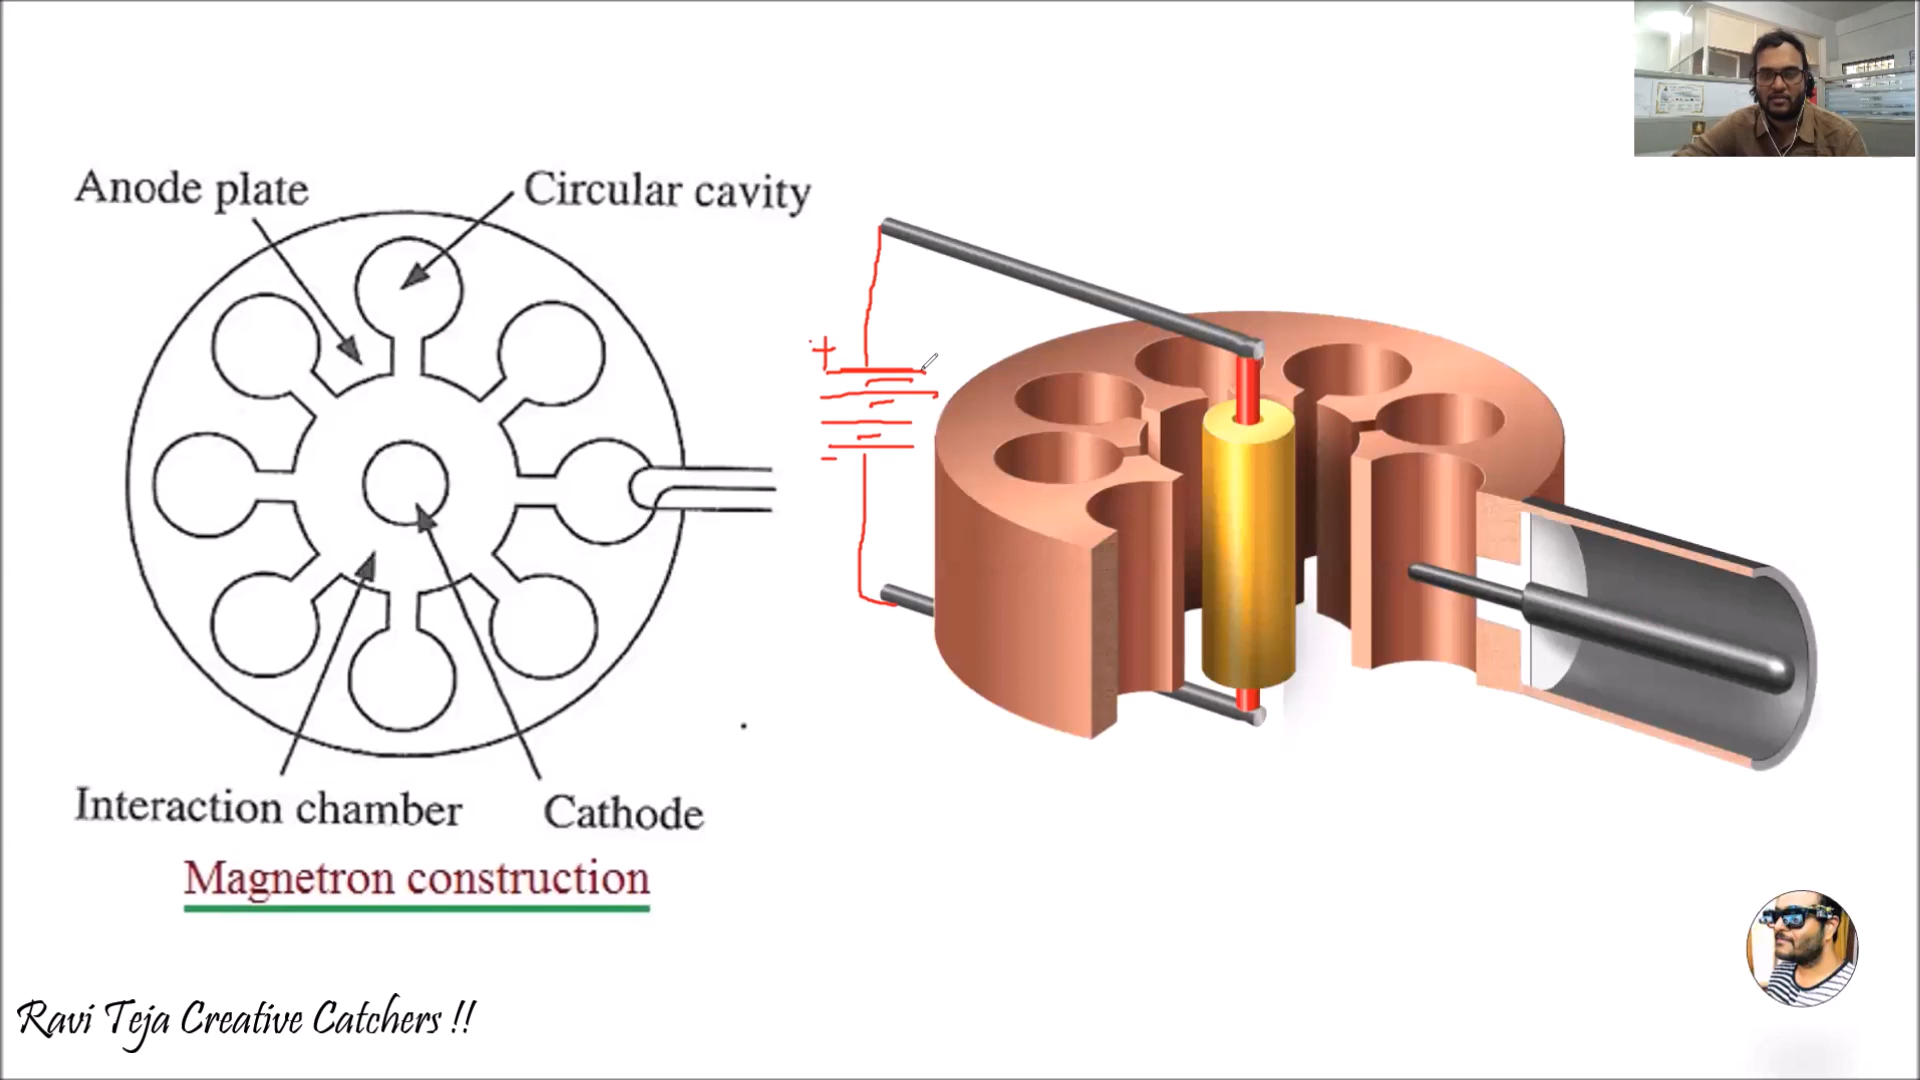 Anode plate
Circular cavity
+
-
Interaction chamber
Cathode
Magnetron construction
Ravi Teja Creative Catchers !!